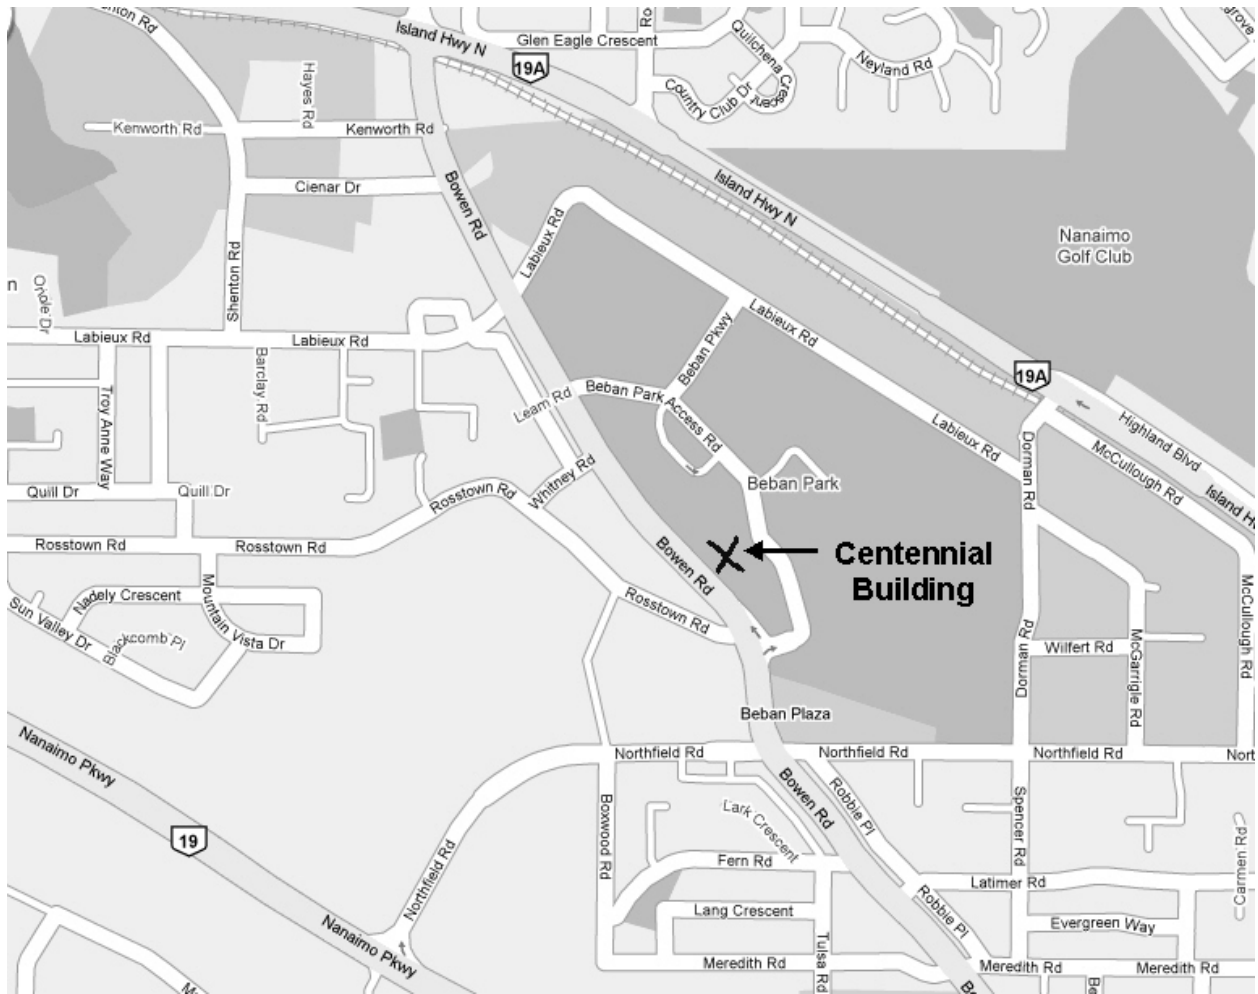 nton Rd
Island Hwy N
Glen Eagle Crescent
Quilchena Crescent
Neyland Rd
19A
Country Club Dr
Hayes Rd
Kenworth Rd
Kenworth Rd
Cienar Dr
Bowen Rd
Island Hwy N
Nanaimo
Golf Club
Labieux Rd
Shenton Rd
n
Oriole Dr
Labieux Rd
Labieux Rd
Labieux Rd
Beban Pkwy
Barclay Rd
Troy Anne Way
Learn Rd
Beban Park Access Rd
19A
Highland Blvd
Labieux Rd
Dorman Rd
McCullough Rd
Island H
Whitney Rd
Beban Park
Quill Dr
Quill Dr
Rosstown Rd
Rosstown Rd
Rosstown Rd
Bowen Rd
Centennial
Building
Nadely Crescent
Mountain Vista Dr
Sun Valley Dr
Blackcomb Pl
Rosstown Rd
Dorman Rd
Wilfert Rd
McGarrigle Rd
McCullough Rd
Beban Plaza
Nanaimo Pkwy
Northfield Rd
Northfield Rd
Northfield Rd
Nort
Bowen Rd
Robbie Pl
Boxwood Rd
Lark Crescent
Spencer Rd
Carmen Rd
19
Northfield Rd
Fern Rd
Latimer Rd
Lang Crescent
Robbie Pl
Evergreen Way
Nanaimo Pkwy
Tulsa Rd
Meredith Rd
Meredith Rd
Meredith Rd
Bo
Be